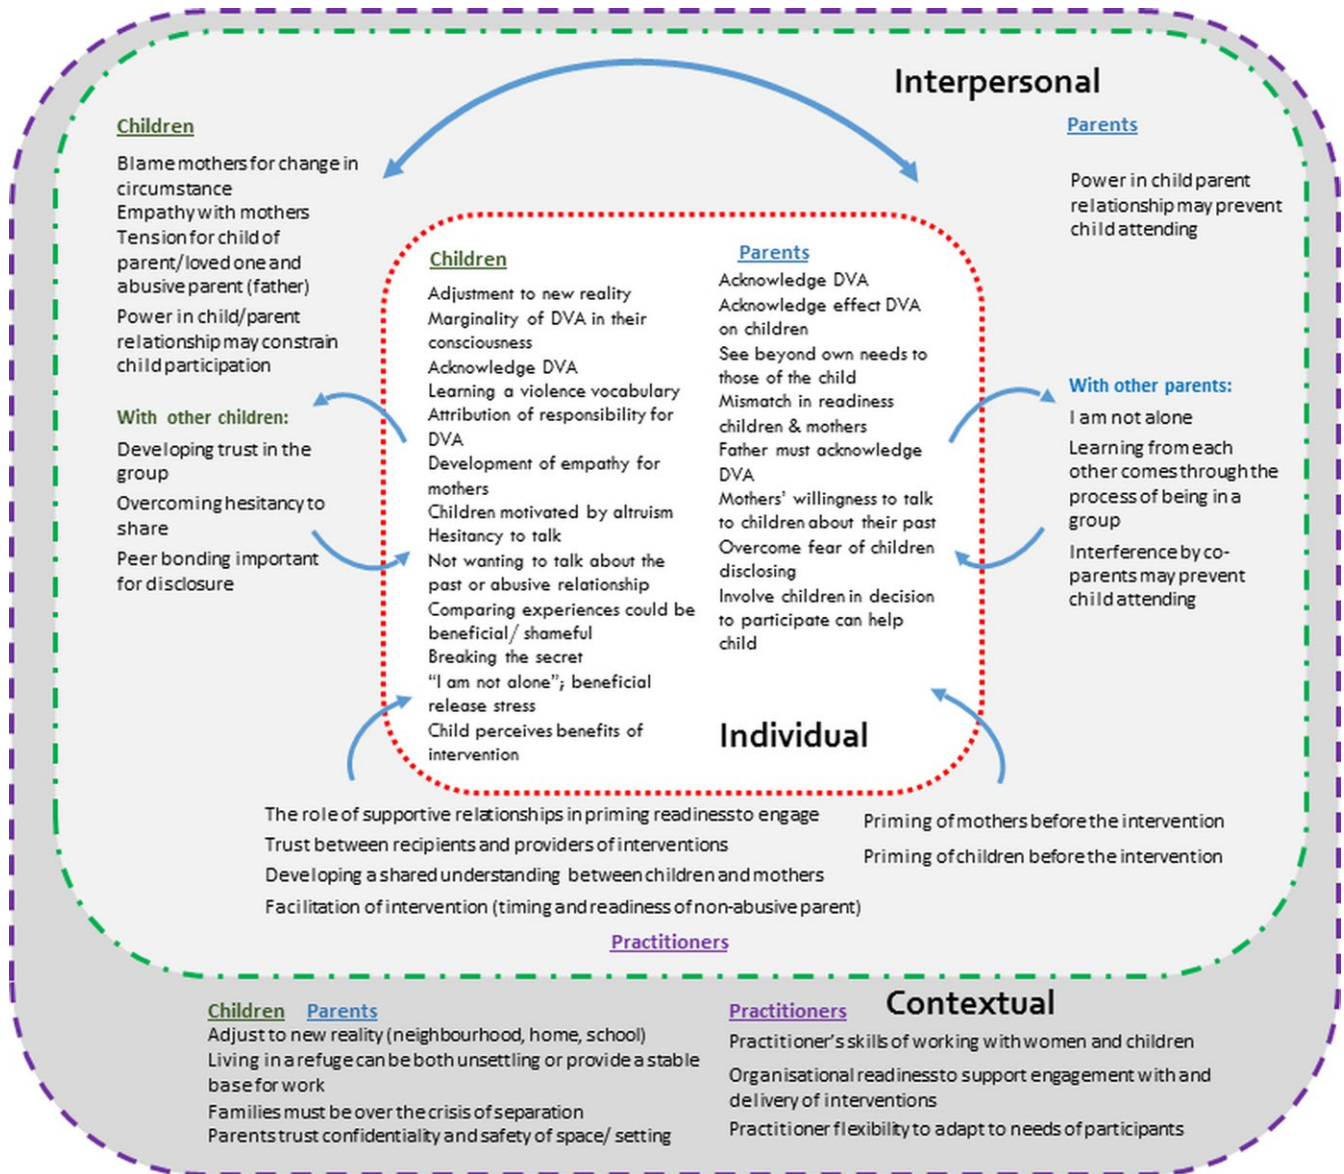 Interpersonal
Children
Blame mothers for change in
circumstance
Empathy with mothers
Tension for child of
parent/loved one and
abusive parent (father)
Power in child/parent
relationship may constrain
child participation
With other children:
Developing trust in the
group
Overcoming hesitancy to
share
Peer bonding important
for disclosure
Children
Adjustment to new reality
Marginality of DVA in their
consciousness
Acknowledge DVA
Learning a violence vocabulary
Attribution of responsibility for
DVA
Development of empathy for
mothers
Children motivated by altruism
Hesitancy to talk
Not wanting to talk about the
past or abusive relationship
Comparing experiences could be
beneficial/ shameful
Breaking the secret
“I am not alone”; beneficial
release stress
Child perceives benefits of
intervention
Parents
Acknowledge DVA
Acknowledge effect DVA
on children
See beyond own needs to
those of the child
Mismatch in readiness
children & mothers
Father must acknowledge
DVA
Mothers’ willingness to talk
to children about their past
Overcome fear of children
disclosing
Involve children in decision
to participate can help
child
Individual
Parents
Power in child parent
relationship may prevent
child attending
With other parents:
I am not alone
Learning from each
other comes through the
process of being in a
group
Interference by co-
parents may prevent
child attending
The role of supportive relationships in priming readiness to engage
Trust between recipients and providers of interventions
Developing a shared understanding between children and mothers
Facilitation of intervention (timing and readiness of non-abusive parent)
Priming of mothers before the intervention
Priming of children before the intervention
Practitioners
Contextual
Children Parents
Adjust to new reality (neighbourhood, home, school)
Living in a refuge can be both unsettling or provide a stable
base for work
Families must be over the crisis of separation
Parents trust confidentiality and safety of space/ setting
Practitioners
Practitioner’s skills of working with women and children
Organisational readiness to support engagement with and
delivery of interventions
Practitioner flexibility to adapt to needs of participants